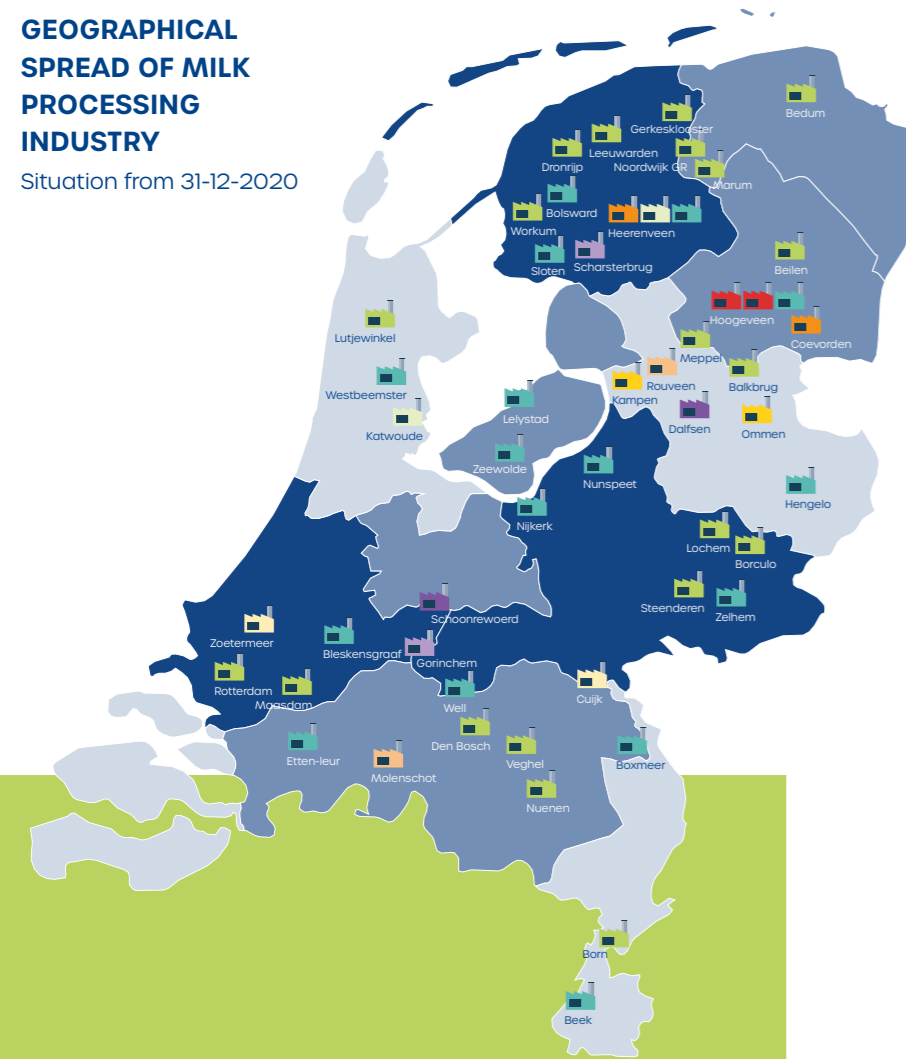 GEOGRAPHICAL
SPREAD OF MILK
PROCESSING
INDUSTRY
Situation from 31-12-2020
Bedum
Gerkesklooster
Leeuwarden
Dronrijp
Noordwijk GR
Marum
Bolsward
Workum
Heerenveen
Sloten
Scharsterbrug
Beilen
Hoogeveen
Coevorden
Lutjewinkel
Meppel
Westbeemster
Rouveen
Balkbrug
Kampen
Katwoude
Lelystad
Dalfsen
Ommen
Zeewolde
Nunspeet
Hengelo
Nijkerk
Lochem
Borculo
Steenderen
Zelhem
Schoonrewoerd
Zoetermeer
Bleskensgraaf
Gorinchem
Rotterdam
Maasdam
Well
Cuijk
Den Bosch
Etten-leur
Veghel
Boxmeer
Molenschot
Nuenen
Born
Beek